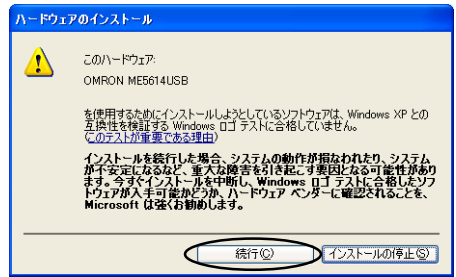 ハードウェアのインストール
このハードウェア:
OMRON ME5614USB
を使用するためにインストールしようとしているソフトウェアは、Windows XP との
互換性を検証する Windows ロゴ テストに合格していません。
(このテストが重要である理由)
インストールを続行した場合、システムの動作が損なわれたり、システム
が不安定になるなど、重大な障害を引き起こす要因となる可能性があり
ます。今すぐインストールを中断し、Windows ロゴ テストに合格したソフ
トウェアが入手可能かどうか、ハードウェア ベンダーに確認されることを、
Microsoft は強くお勧めします。
続行(C)
インストールの停止(S)